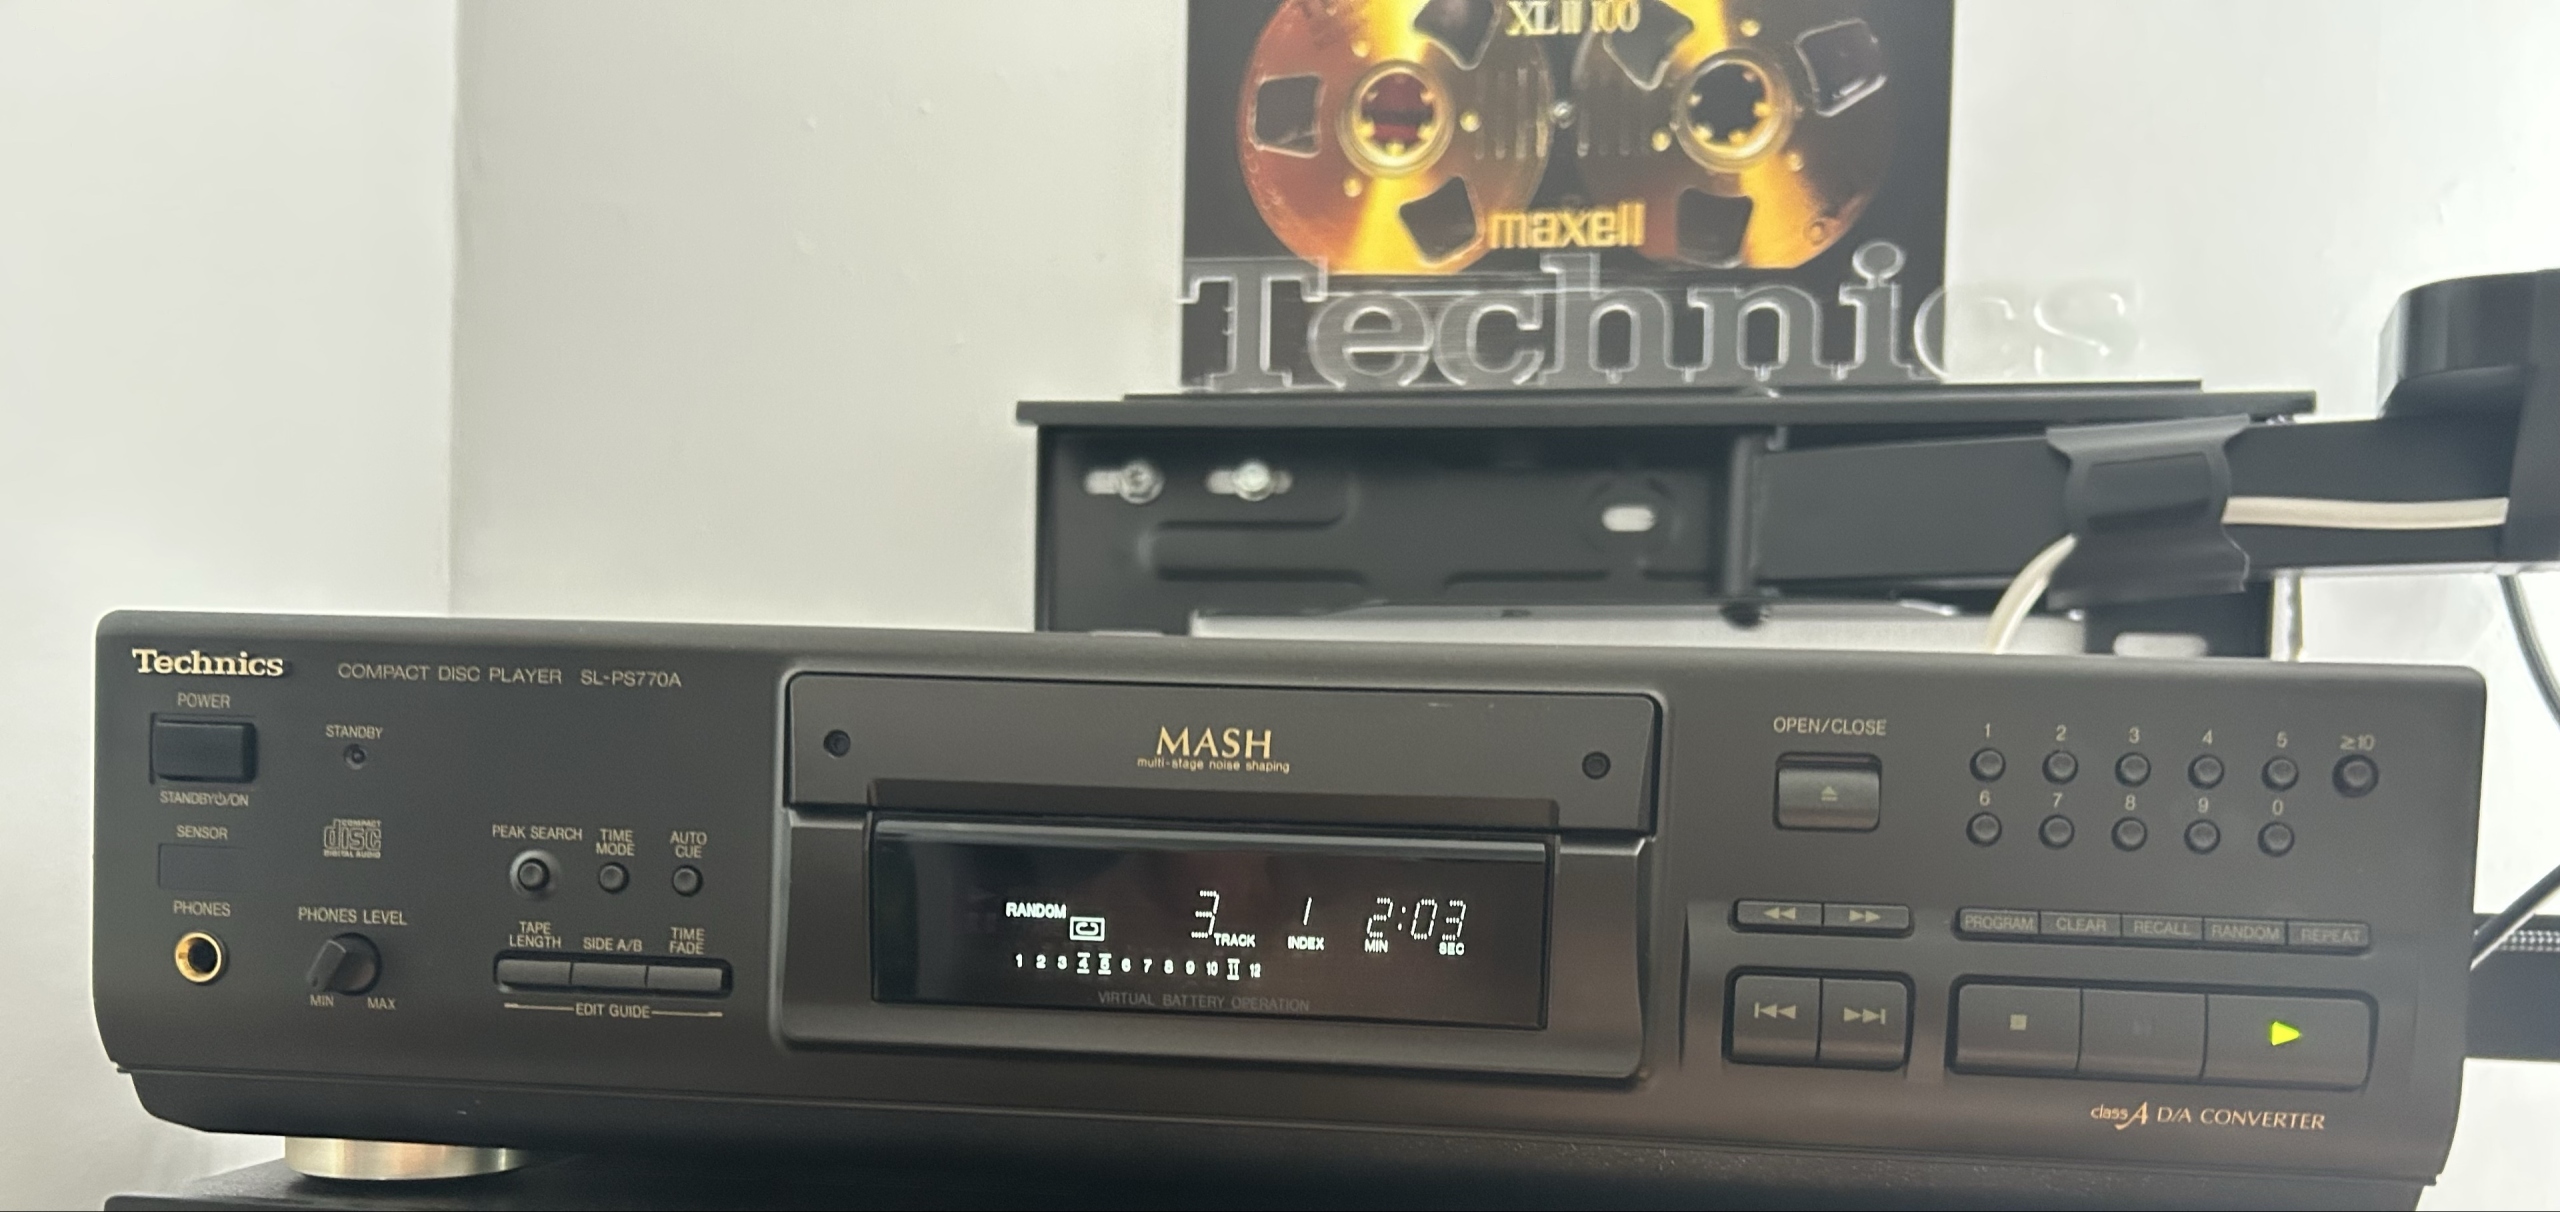 XLII 100
maxell
Technics
Technics COMPACT DISC PLAYER SL-PS770A
POWER
STANDBY
STANDBY⏻/ON
SENSOR
COMPACT
disc
DIGITAL AUDIO
PHONES
PHONES LEVEL
MIN MAX
PEAK SEARCH
TIME
MODE
AUTO
CUE
TAPE
LENGTH
SIDE A/B
TIME
FADE
EDIT GUIDE
MASH
multi-stage noise shaping
RANDOM
3 TRACK 1 INDEX 2:03 MIN SEC
1 2 3 4 5 6 7 8 9 10 11 12
VIRTUAL BATTERY OPERATION
OPEN/CLOSE
1 2 3 4 5 ≥10
6 7 8 9 0
PROGRAM CLEAR RECALL RANDOM REPEAT
class A D/A CONVERTER